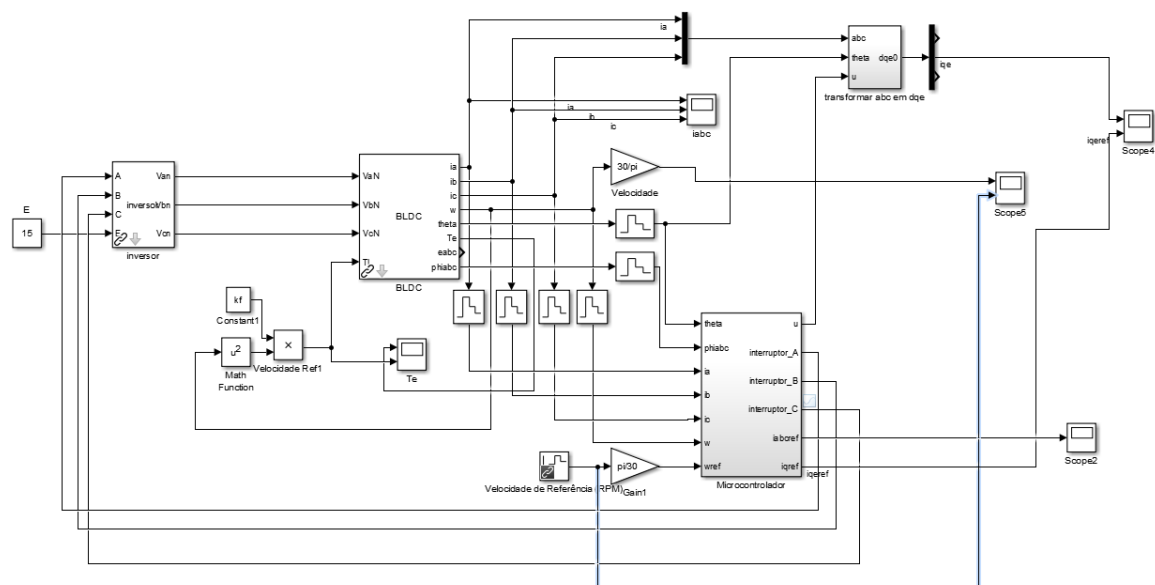 ia
abc
theta
u
dqe0
transformar abc em dqe
iqe
iqeref
Scope4
ia
ib
ic
iabc
30/pi
Velocidade
Scope5
E
15
A
B
C
E
Van
inversoVbn
Vcn
inversor
VaN
VbN
VcN
Tl
BLDC
ia
ib
ic
w
theta
Te
eabc
phiabc
BLDC
kf
Constant1
u²
Math
Function
×
Velocidade Ref1
Te
theta
phiabc
ia
ib
ic
w
wref
u
interruptor_A
interruptor_B
interruptor_C
iabcref
iqref
iqeref
Microcontrolador
Scope2
Velocidade de Referência (RPM)
pi/30
Gain1